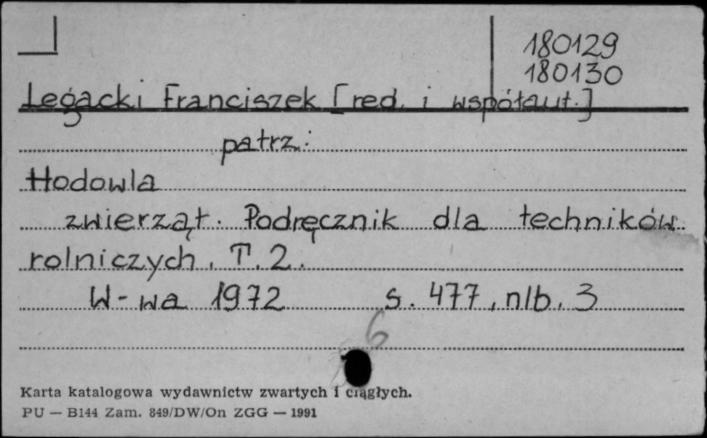 180129
180130
Legacki Franciszek [red. i współaut.]
patrz:
Hodowla
zwierząt. Podręcznik dla techników
rolniczych. T. 2.
W-wa 1972 s. 477, nlb. 3
6
Karta katalogowa wydawnictw zwartych i ciągłych.
PU — B144 Zam. 849/DW/On ZGG — 1991